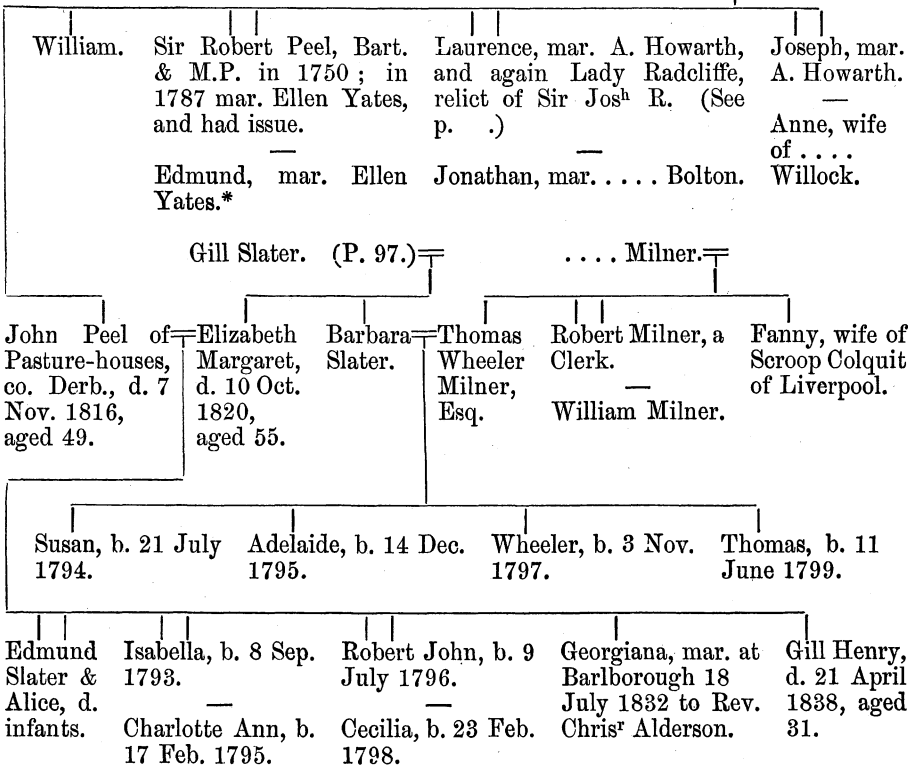 William.
Sir Robert Peel, Bart.
& M.P. in 1750 ; in
1787 mar. Ellen Yates,
and had issue.
—
Edmund, mar. Ellen
Yates.*
Laurence, mar. A. Howarth,
and again Lady Radcliffe,
relict of Sir Josʰ R. (See
p. .)
—
Jonathan, mar. . . . . Bolton.
Joseph, mar.
A. Howarth.
—
Anne, wife
of . . . .
Willock.
Gill Slater. (P. 97.)
. . . . Milner.
John Peel of
Pasture-houses,
co. Derb., d. 7
Nov. 1816,
aged 49.
Elizabeth
Margaret,
d. 10 Oct.
1820,
aged 55.
Barbara
Slater.
Thomas
Wheeler
Milner,
Esq.
Robert Milner, a
Clerk.
—
William Milner.
Fanny, wife of
Scroop Colquit
of Liverpool.
Susan, b. 21 July
1794.
Adelaide, b. 14 Dec.
1795.
Wheeler, b. 3 Nov.
1797.
Thomas, b. 11
June 1799.
Edmund
Slater &
Alice, d.
infants.
Isabella, b. 8 Sep.
1793.
—
Charlotte Ann, b.
17 Feb. 1795.
Robert John, b. 9
July 1796.
—
Cecilia, b. 23 Feb.
1798.
Georgiana, mar. at
Barlborough 18
July 1832 to Rev.
Chrisʳ Alderson.
Gill Henry,
d. 21 April
1838, aged
31.